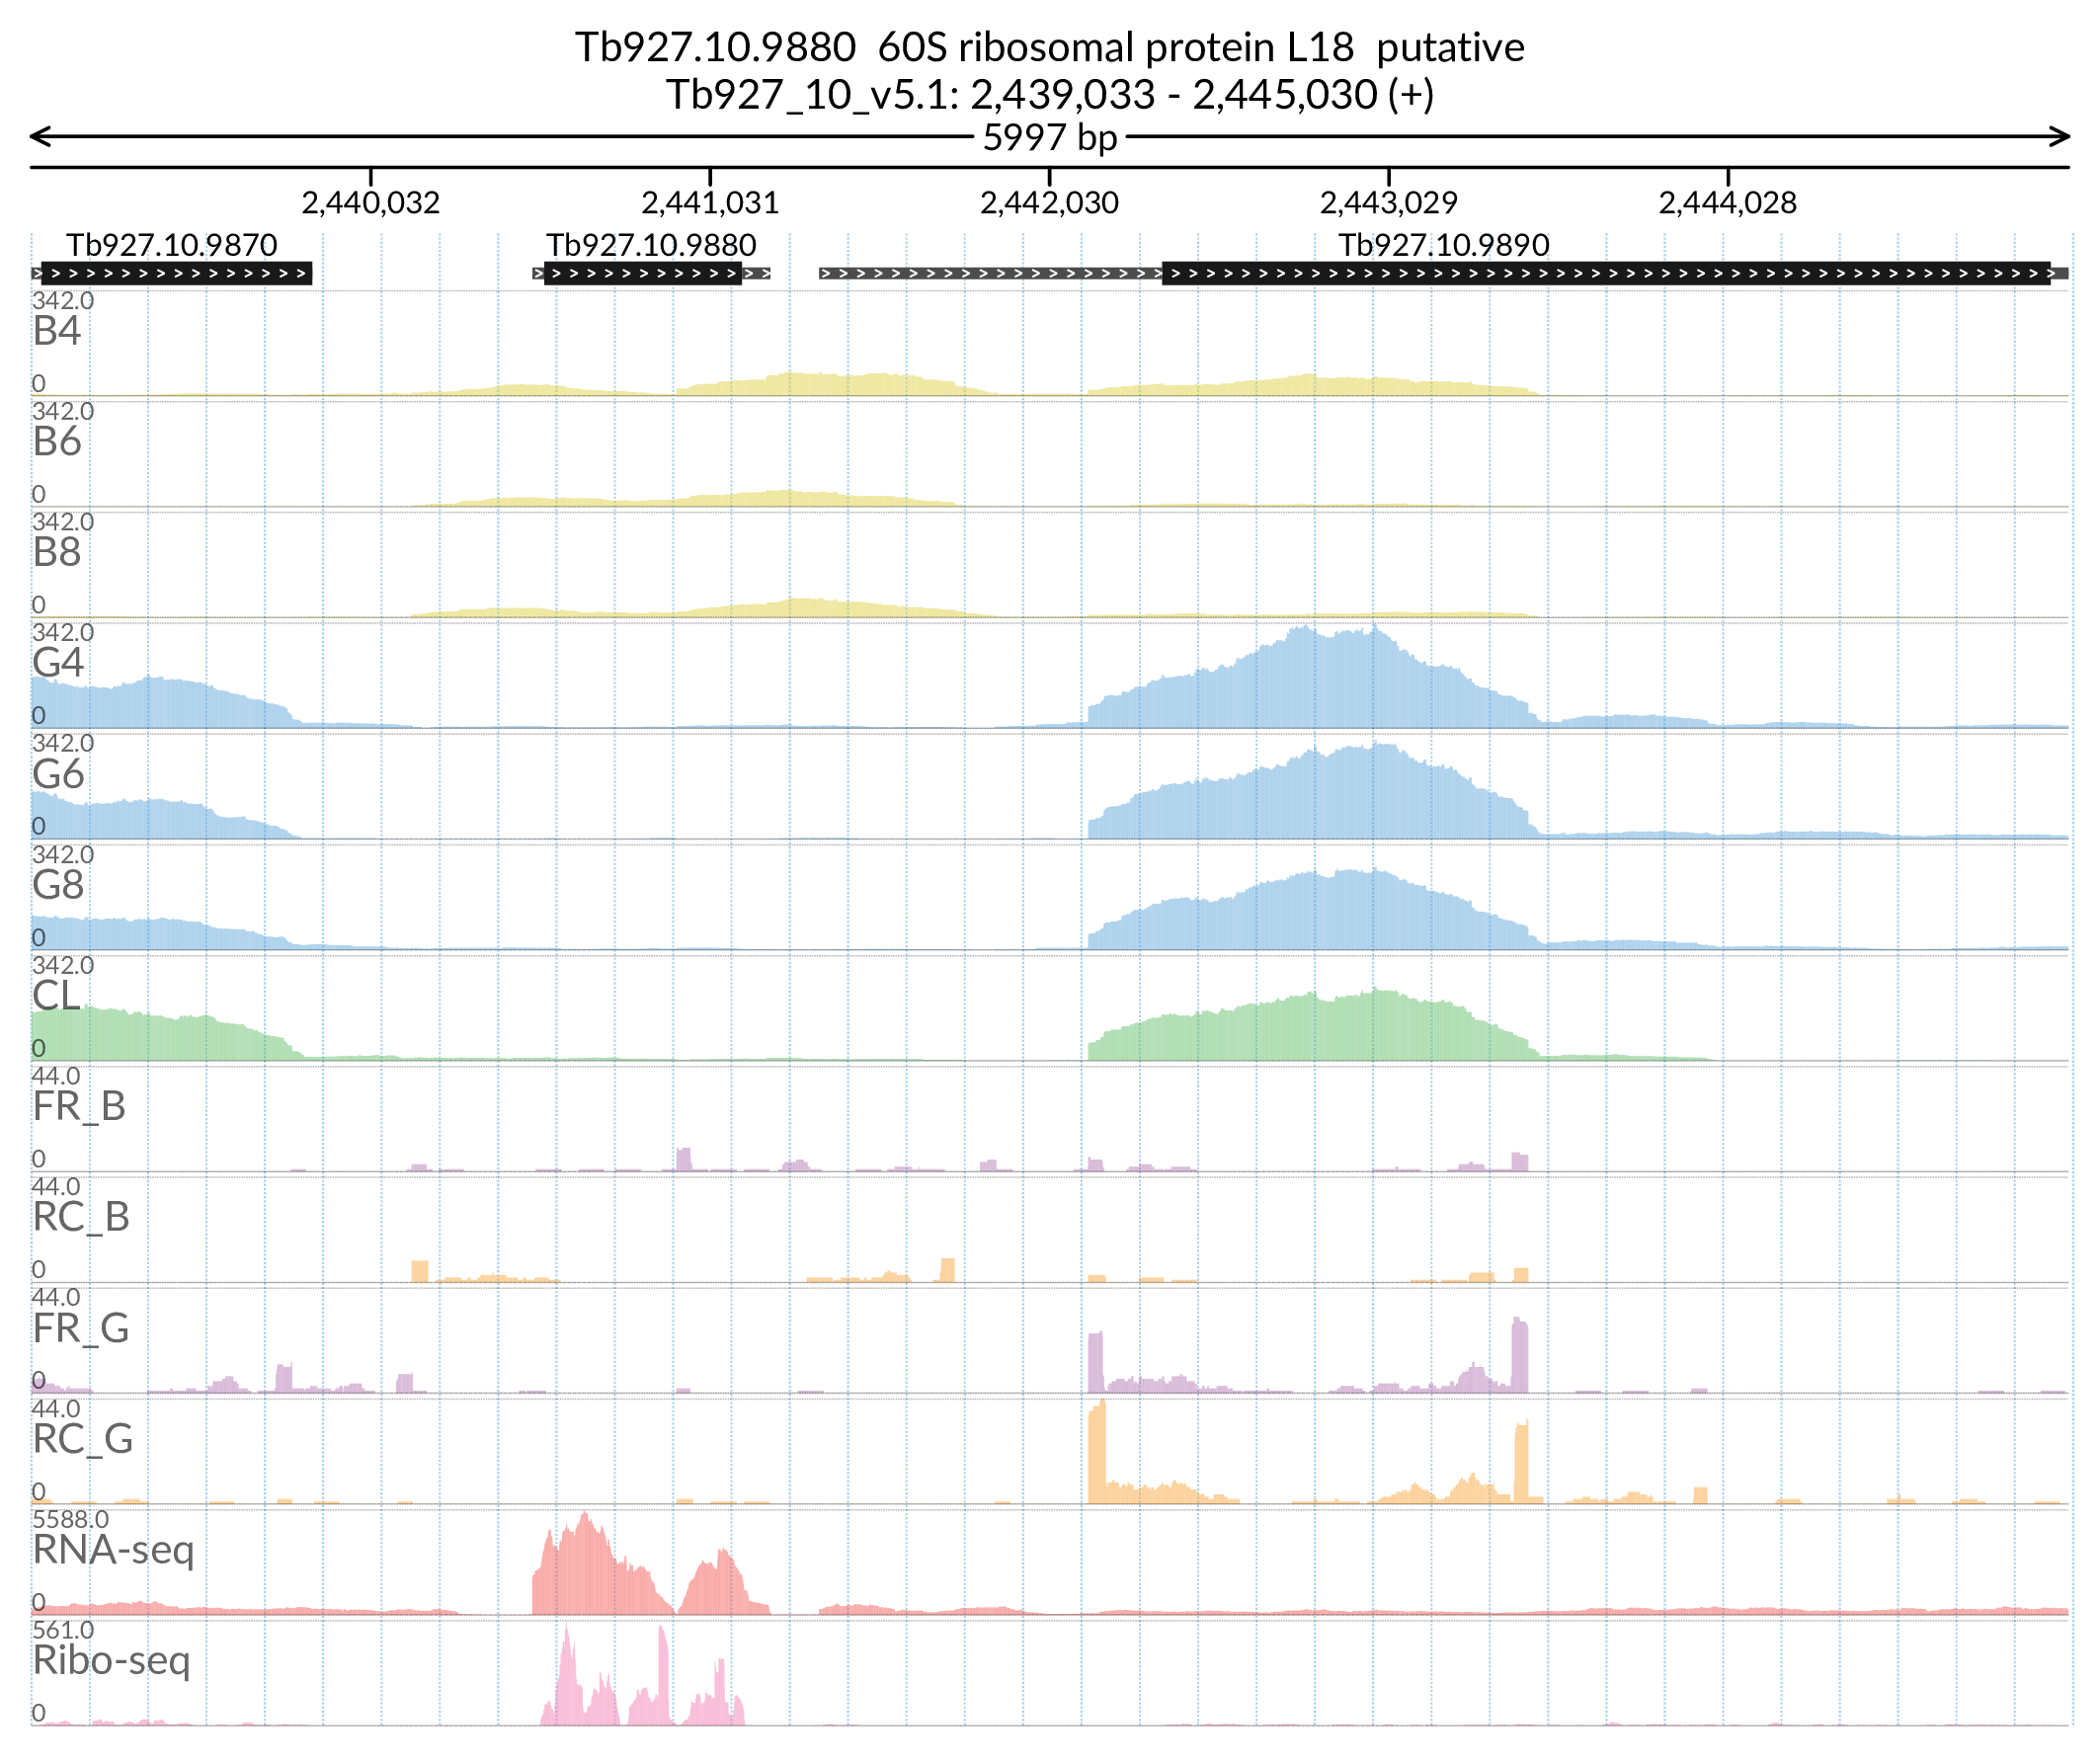 Tb927.10.9880  60S ribosomal protein L18  putative
Tb927_10_v5.1: 2,439,033 - 2,445,030 (+)
5997 bp
2,440,032 2,441,031 2,442,030 2,443,029 2,444,028
Tb927.10.9870 Tb927.10.9880 Tb927.10.9890
342.0
B4
0
342.0
B6
0
342.0
B8
0
342.0
G4
0
342.0
G6
0
342.0
G8
0
342.0
CL
0
44.0
FR_B
0
44.0
RC_B
0
44.0
FR_G
0
44.0
RC_G
0
5588.0
RNA-seq
0
561.0
Ribo-seq
0